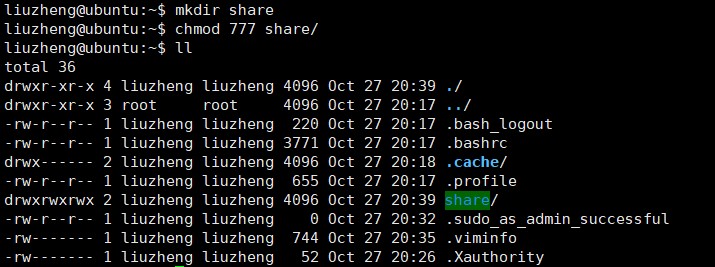 liuzheng@ubuntu:~$ mkdir share
liuzheng@ubuntu:~$ chmod 777 share/
liuzheng@ubuntu:~$ ll
total 36
drwxr-xr-x 4 liuzheng liuzheng 4096 Oct 27 20:39 ./
drwxr-xr-x 3 root     root     4096 Oct 27 20:17 ../
-rw-r--r-- 1 liuzheng liuzheng  220 Oct 27 20:17 .bash_logout
-rw-r--r-- 1 liuzheng liuzheng 3771 Oct 27 20:17 .bashrc
drwx------ 2 liuzheng liuzheng 4096 Oct 27 20:18 .cache/
-rw-r--r-- 1 liuzheng liuzheng  655 Oct 27 20:17 .profile
drwxrwxrwx 2 liuzheng liuzheng 4096 Oct 27 20:39 share/
-rw-r--r-- 1 liuzheng liuzheng    0 Oct 27 20:32 .sudo_as_admin_successful
-rw------- 1 liuzheng liuzheng  744 Oct 27 20:35 .viminfo
-rw------- 1 liuzheng liuzheng   52 Oct 27 20:26 .Xauthority